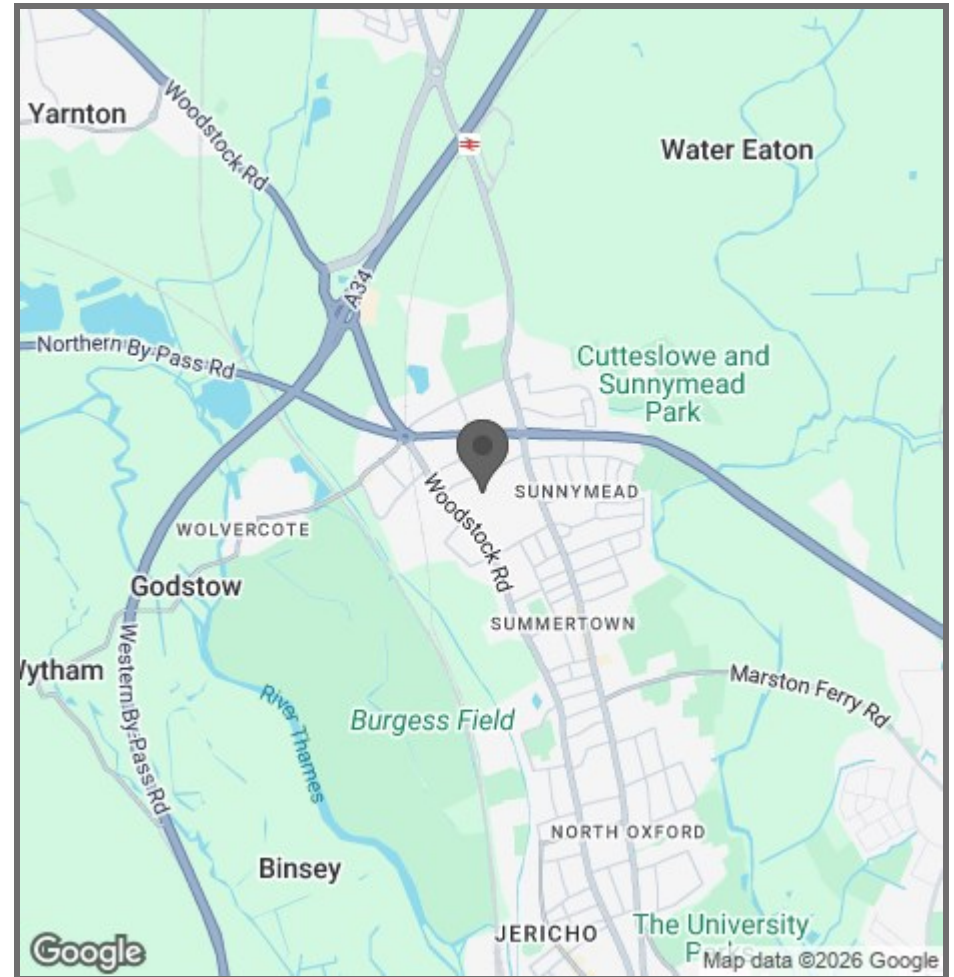 Yarnton
Woodstock Rd
Water Eaton
A34
Northern By-Pass Rd
Cutteslowe and
Sunnymead
Park
SUNNYMEAD
Woodstock Rd
WOLVERCOTE
Godstow
SUMMERTOWN
Wytham
Western By-Pass Rd
River Thames
Burgess Field
Marston Ferry Rd
NORTH OXFORD
Binsey
JERICHO
The University
Parks
Google
Map data ©2026 Google